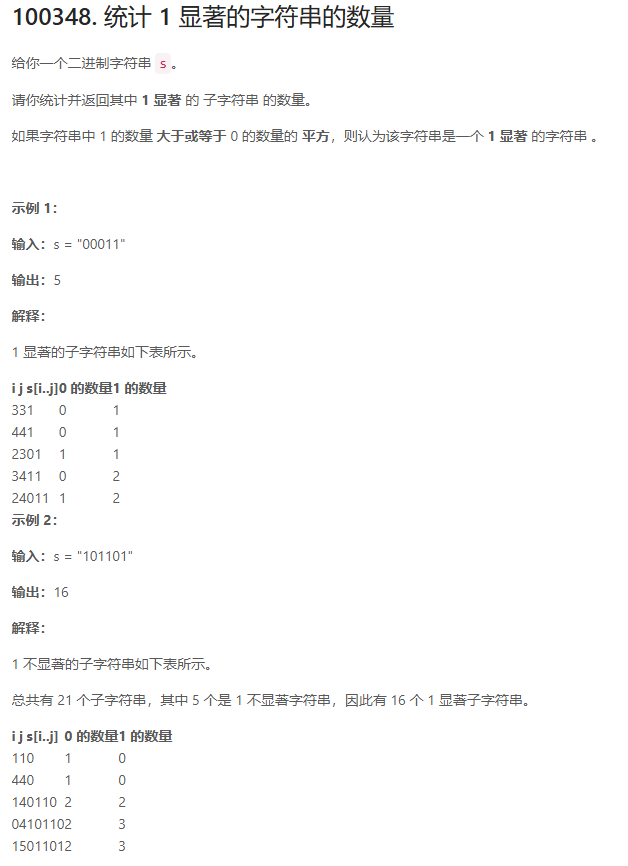 100348. 统计 1 显著的字符串的数量
给你一个二进制字符串 s 。
请你统计并返回其中 1 显著 的 子字符串 的数量。
如果字符串中 1 的数量 大于或等于 0 的数量的 平方，则认为该字符串是一个 1 显著 的字符串 。
示例 1：
输入：s = "00011"
输出：5
解释：
1 显著的子字符串如下表所示。
i j s[i..j]0 的数量1 的数量
331 0 1
441 0 1
2301 1 1
3411 0 2
24011 1 2
示例 2：
输入：s = "101101"
输出：16
解释：
1 不显著的子字符串如下表所示。
总共有 21 个子字符串，其中 5 个是 1 不显著字符串，因此有 16 个 1 显著子字符串。
i j s[i..j] 0 的数量1 的数量
110 1 0
440 1 0
140110 2 2
04101102 3
15011012 3